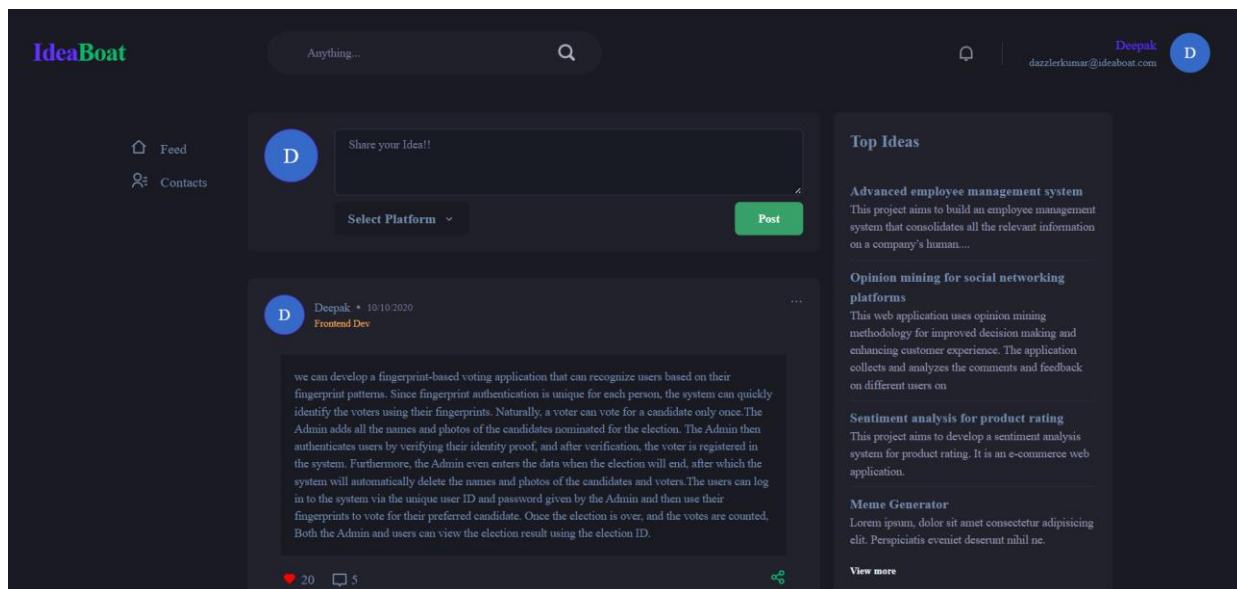 IdeaBoat
Anything...
Deepak
dazzlerkumar@ideaboat.com
D
Feed
Contacts
D
Share your Idea!!
Select Platform
Post
D
Deepak • 10/10/2020
...
Frontend Dev
we can develop a fingerprint-based voting application that can recognize users based on their
fingerprint patterns. Since fingerprint authentication is unique for each person, the system can quickly
identify the voters using their fingerprints. Naturally, a voter can vote for a candidate only once.The
Admin adds all the names and photos of the candidates nominated for the election. The Admin then
authenticates users by verifying their identity proof, and after verification, the voter is registered in
the system. Furthermore, the Admin even enters the data when the election will end, after which the
system will automatically delete the names and photos of the candidates and voters.The users can log
in to the system via the unique user ID and password given by the Admin and then use their
fingerprints to vote for their preferred candidate. Once the election is over, and the votes are counted,
Both the Admin and users can view the election result using the election ID.
20
5
Top Ideas
Advanced employee management system
This project aims to build an employee management
system that consolidates all the relevant information
on a company's human....
Opinion mining for social networking
platforms
This web application uses opinion mining
methodology for improved decision making and
enhancing customer experience. The application
collects and analyzes the comments and feedback
on different users on
Sentiment analysis for product rating
This project aims to develop a sentiment analysis
system for product rating. It is an e-commerce web
application.
Meme Generator
Lorem ipsum, dolor sit amet consectetur adipisicing
elit. Perspiciatis eveniet deserunt nihil ne.
View more